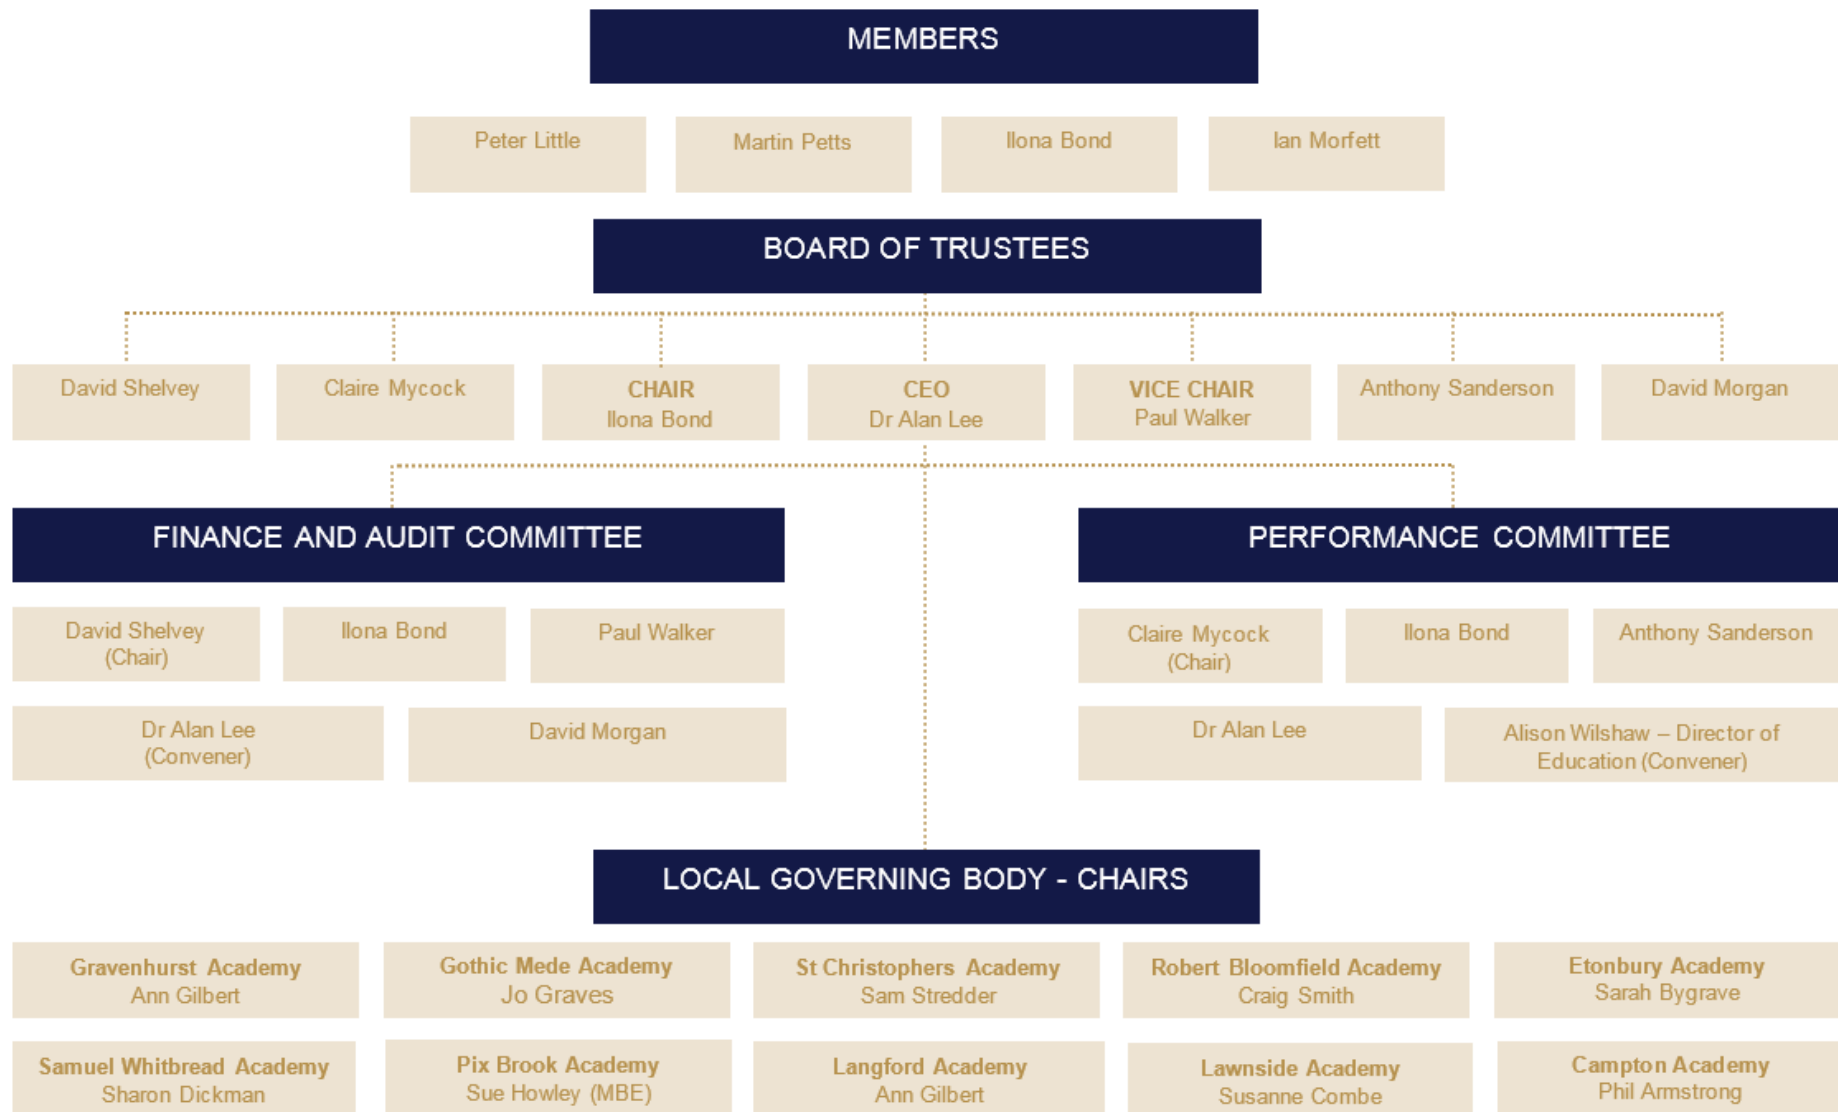 MEMBERS
Peter Little
Martin Petts
Ilona Bond
Ian Morfett
BOARD OF TRUSTEES
David Shelvey
Claire Mycock
CHAIR
Ilona Bond
CEO
Dr Alan Lee
VICE CHAIR
Paul Walker
Anthony Sanderson
David Morgan
FINANCE AND AUDIT COMMITTEE
David Shelvey
(Chair)
Ilona Bond
Paul Walker
Dr Alan Lee
(Convener)
David Morgan
PERFORMANCE COMMITTEE
Claire Mycock
(Chair)
Ilona Bond
Anthony Sanderson
Dr Alan Lee
Alison Wilshaw – Director of
Education (Convener)
LOCAL GOVERNING BODY - CHAIRS
Gravenhurst Academy
Ann Gilbert
Gothic Mede Academy
Jo Graves
St Christophers Academy
Sam Stredder
Robert Bloomfield Academy
Craig Smith
Etonbury Academy
Sarah Bygrave
Samuel Whitbread Academy
Sharon Dickman
Pix Brook Academy
Sue Howley (MBE)
Langford Academy
Ann Gilbert
Lawnside Academy
Susanne Combe
Campton Academy
Phil Armstrong